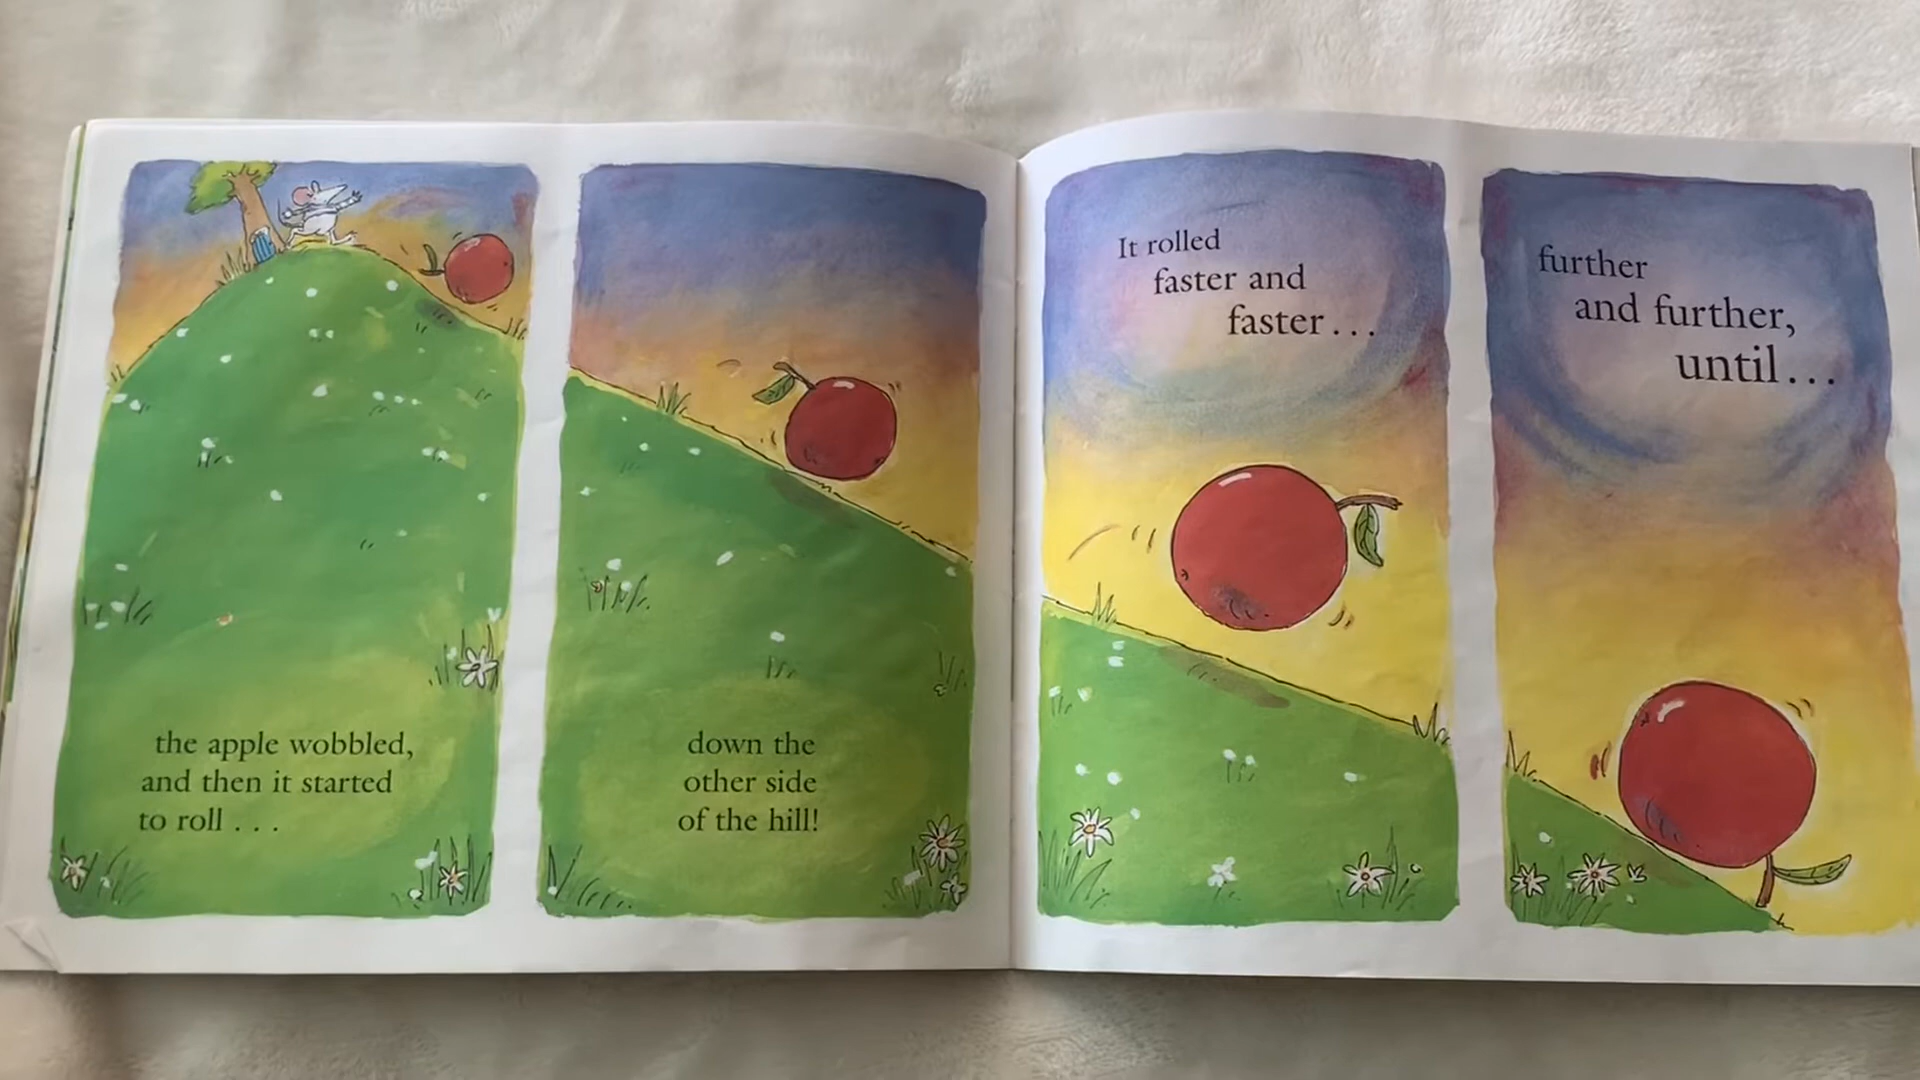 the apple wobbled,
and then it started
to roll . . .
down the
other side
of the hill!
It rolled
faster and
faster . . .
further
and further,
until . . .